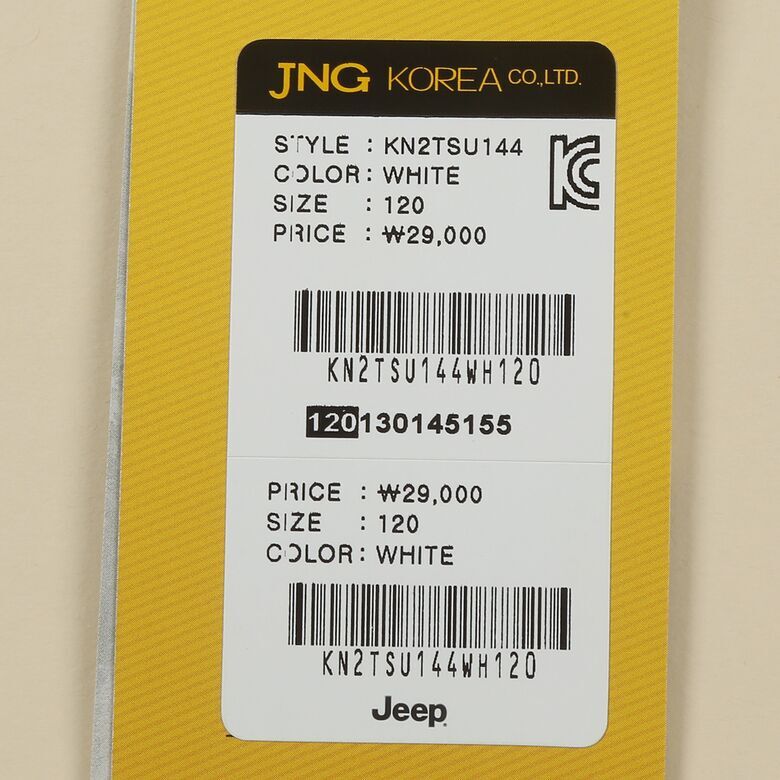 JNG KOREA CO.,LTD.
STYLE : KN2TSU144
COLOR : WHITE
SIZE : 120
PRICE : ₩29,000
KN2TSU144WH120
120130145155
PRICE : ₩29,000
SIZE : 120
COLOR : WHITE
KN2TSU144WH120
Jeep